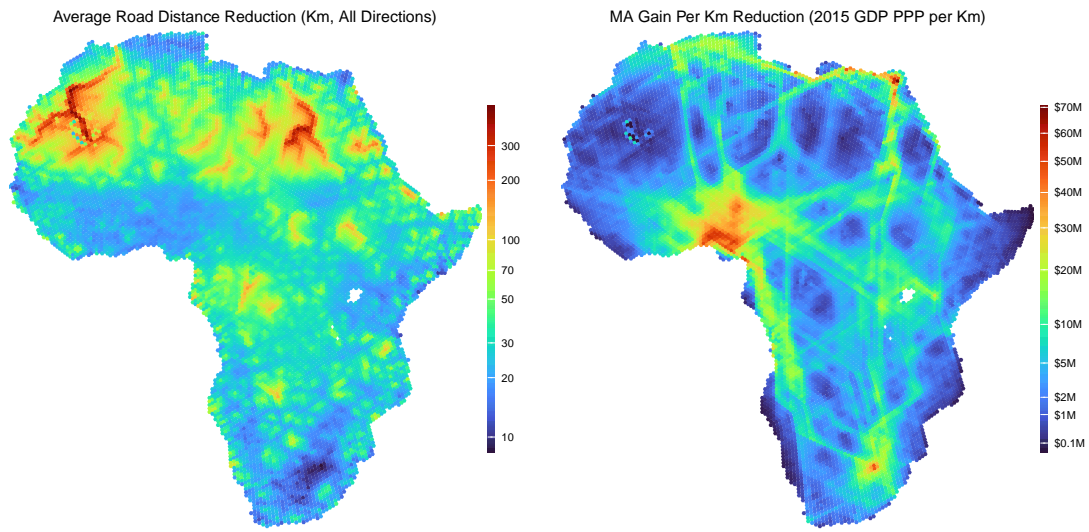 Average Road Distance Reduction (Km, All Directions)
300
200
100
70
50
30
20
10
MA Gain Per Km Reduction (2015 GDP PPP per Km)
$70M
$60M
$50M
$40M
$30M
$20M
$10M
$5M
$2M
$1M
$0.1M